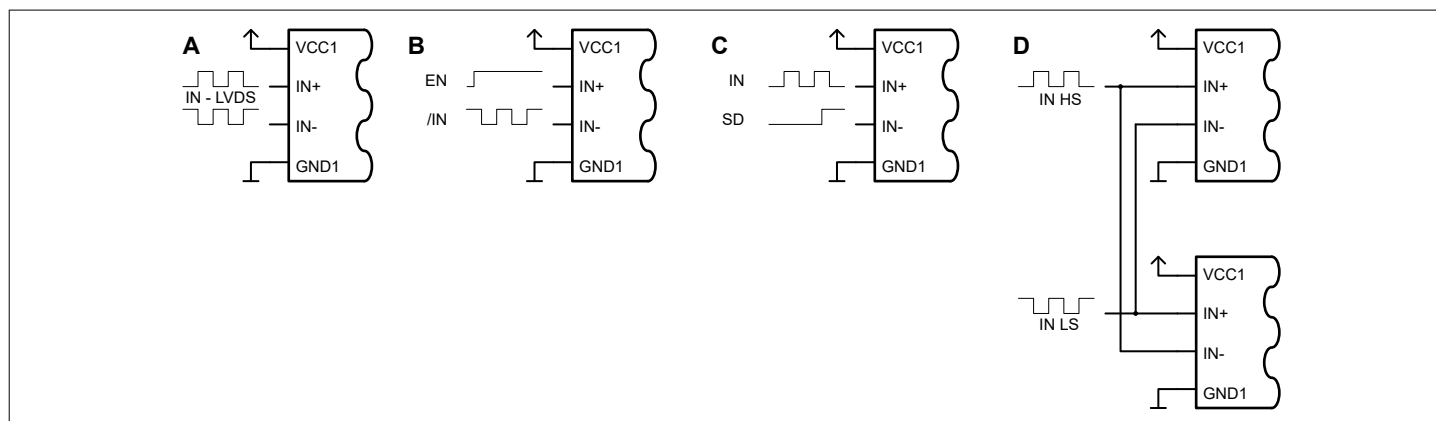 A
VCC1
IN+
IN - LVDS
IN-
GND1
B
VCC1
EN
IN+
/IN
IN-
GND1
C
VCC1
IN
IN+
SD
IN-
GND1
D
VCC1
IN+
IN HS
IN-
GND1
VCC1
IN+
IN LS
IN-
GND1